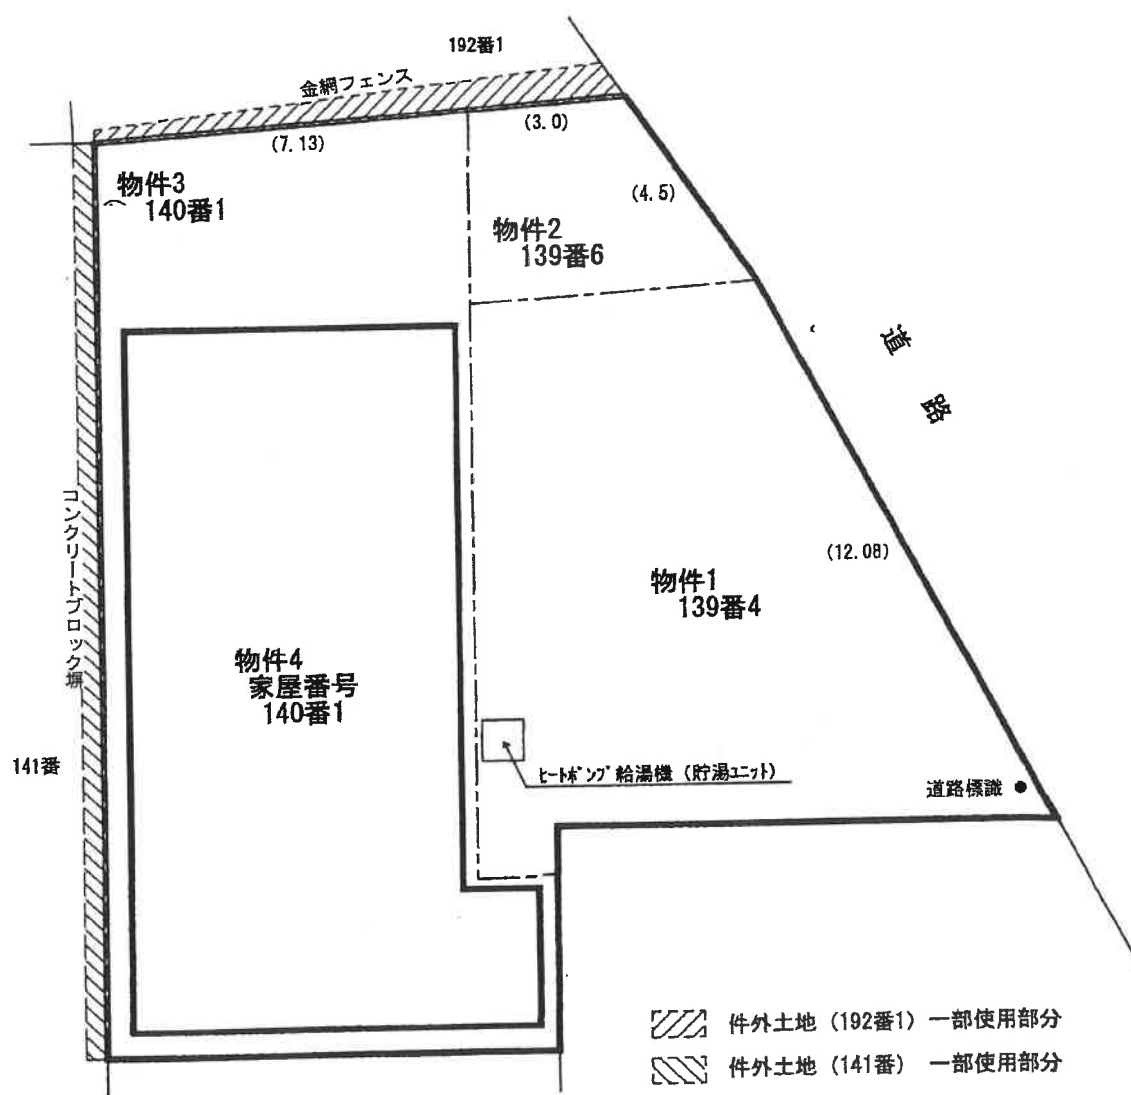 192番1
金網フェンス
(7.13)
(3.0)
(4.5)
物件3
140番1
物件2
139番6
道路
コンクリートブロック塀
(12.08)
物件1
139番4
物件4
家屋番号
140番1
141番
ﾋｰﾄﾎﾟﾝﾌﾟ給湯機（貯湯ﾕﾆｯﾄ）
道路標識
件外土地（192番1）一部使用部分
件外土地（141番）一部使用部分